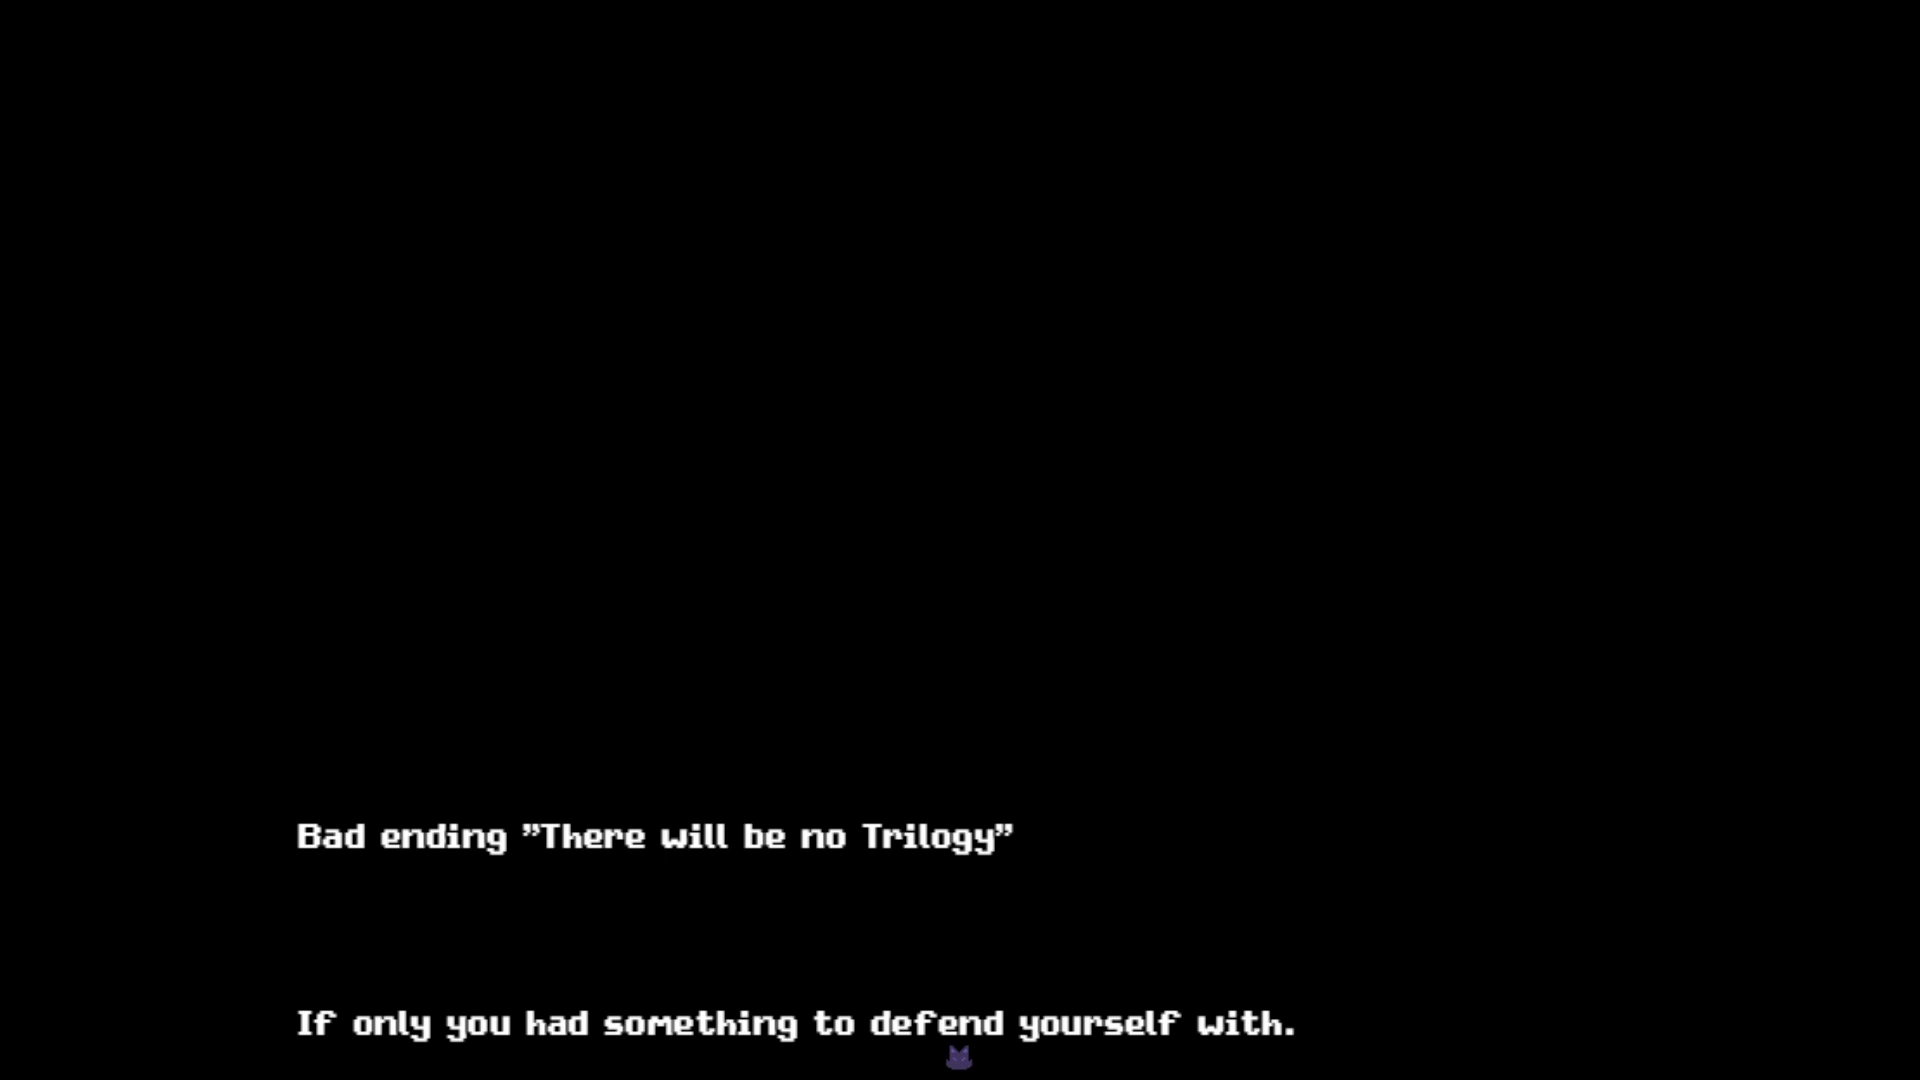 Bad ending ”There will be no Trilogy”
If only you had something to defend yourself with.